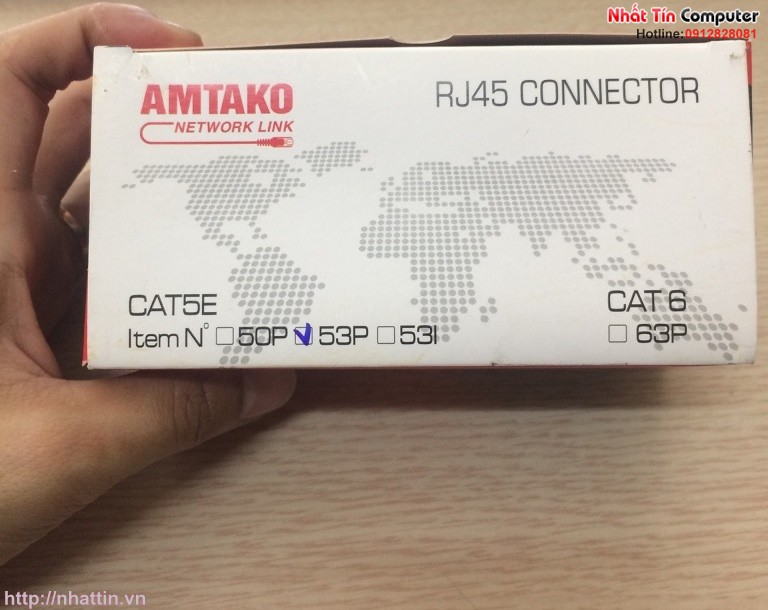 Nhất Tín Computer
Hotline:0912828081
AMTAKO
NETWORK LINK
RJ45 CONNECTOR
CAT5E
Item Nº 50P 53P 53I
CAT 6
63P
http://nhattin.vn